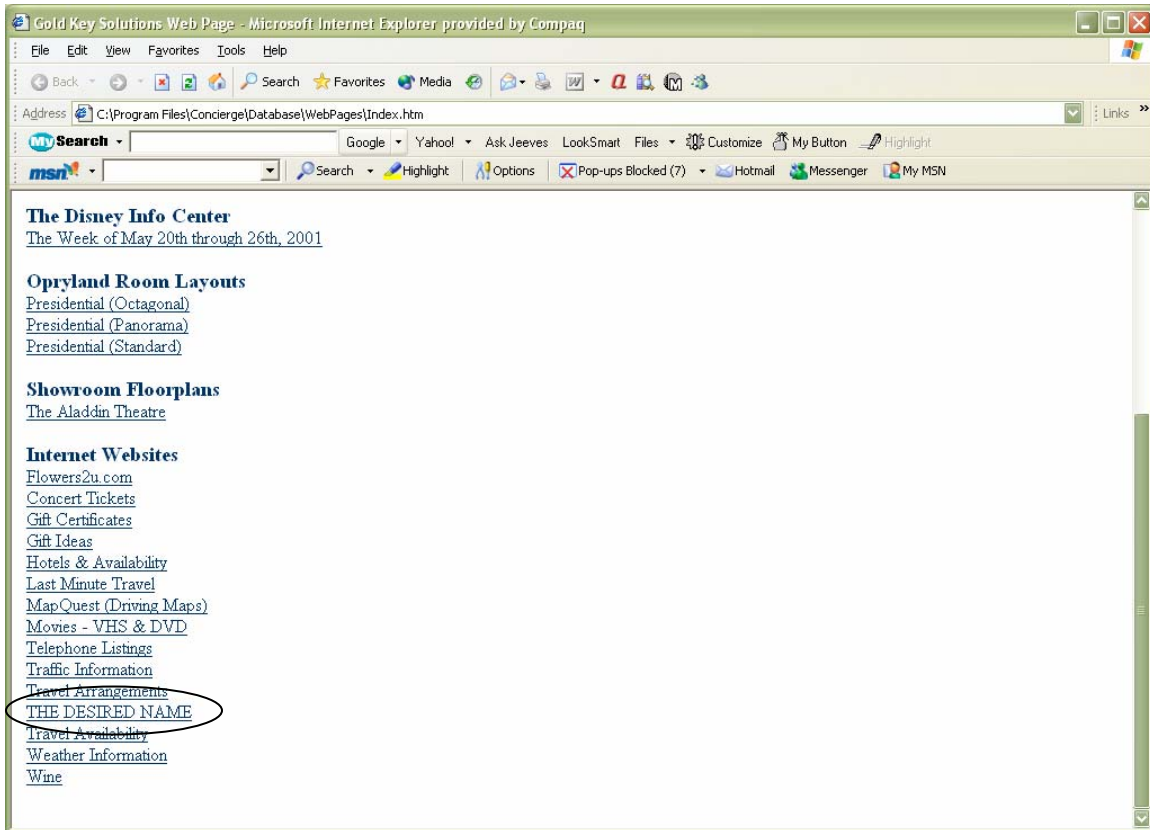 Gold Key Solutions Web Page - Microsoft Internet Explorer provided by Compaq
File Edit View Favorites Tools Help
Back Search Favorites Media W
Address C:\Program Files\Concierge\Database\WebPages\Index.htm Links »
My Search Google Yahoo! Ask Jeeves LookSmart Files Customize My Button Highlight
msn Search Highlight Options Pop-ups Blocked (7) Hotmail Messenger My MSN
The Disney Info Center
The Week of May 20th through 26th, 2001
Opryland Room Layouts
Presidential (Octagonal)
Presidential (Panorama)
Presidential (Standard)
Showroom Floorplans
The Aladdin Theatre
Internet Websites
Flowers2u.com
Concert Tickets
Gift Certificates
Gift Ideas
Hotels & Availability
Last Minute Travel
MapQuest (Driving Maps)
Movies - VHS & DVD
Telephone Listings
Traffic Information
Travel Arrangements
THE DESIRED NAME
Travel Availability
Weather Information
Wine